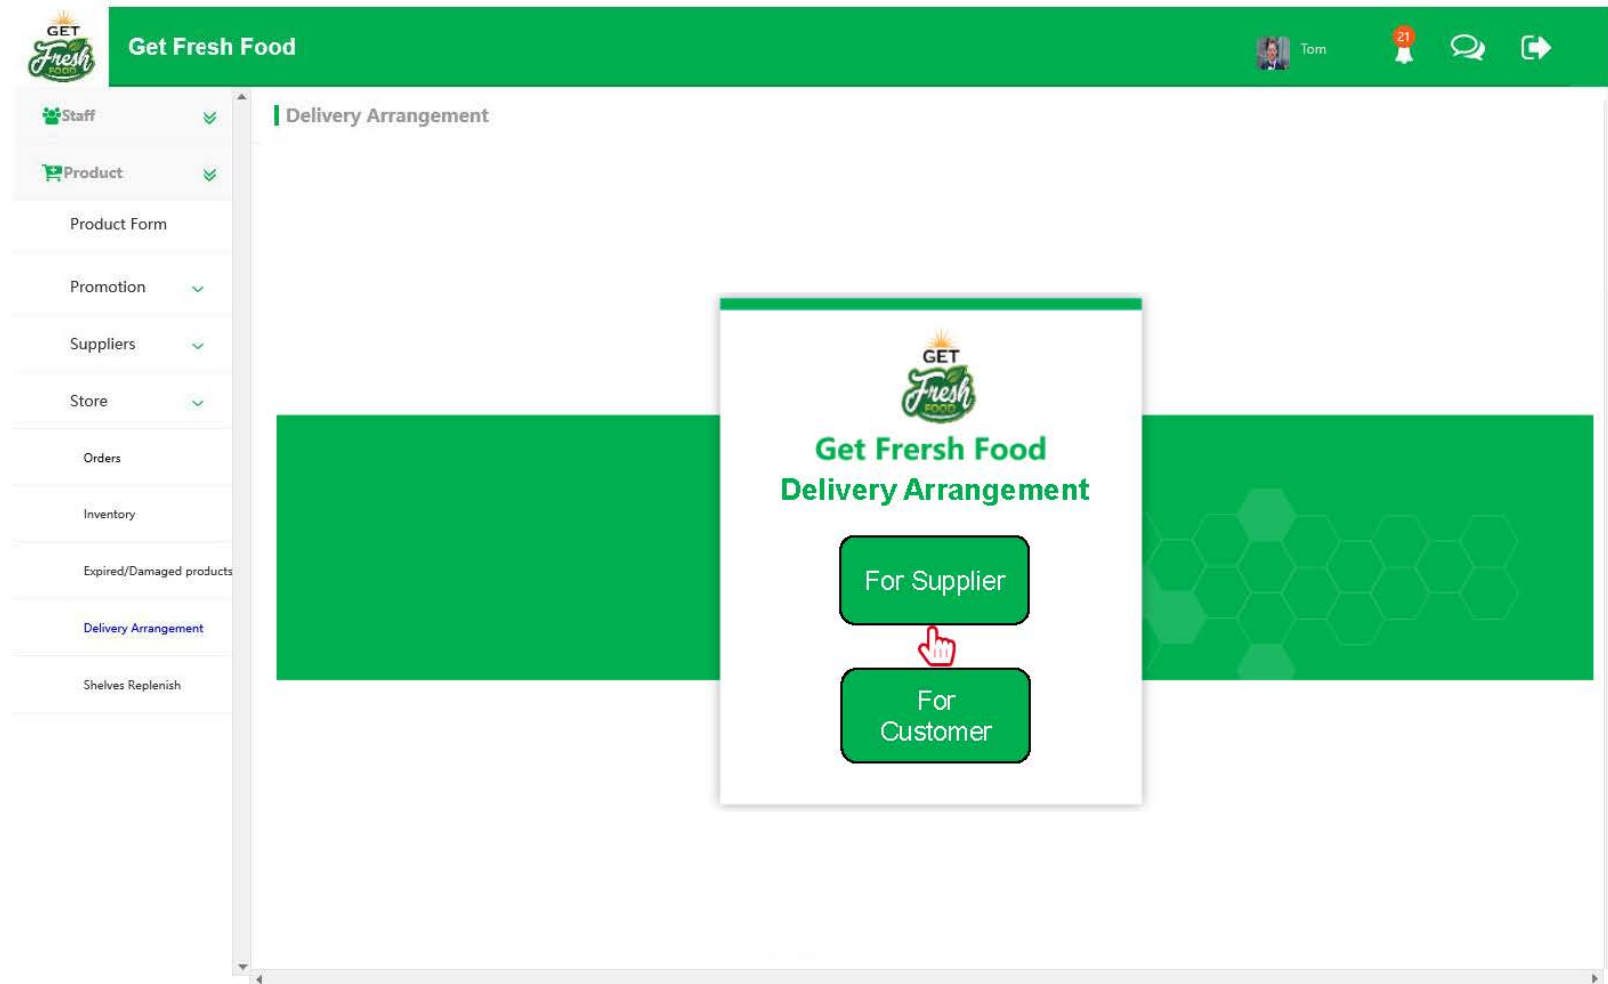 GET
Fresh
FOOD
Get Fresh Food
Tom
21
Staff
Product
Product Form
Promotion
Suppliers
Store
Orders
Inventory
Expired/Damaged products
Delivery Arrangement
Shelves Replenish
Delivery Arrangement
GET
Fresh
FOOD
Get Frersh Food
Delivery Arrangement
For Supplier
For
Customer